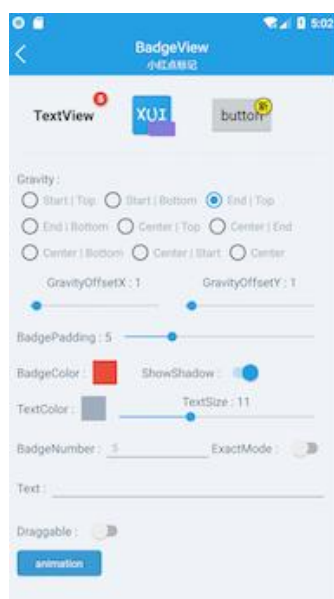 5:02
BadgeView
小红点标记
TextView
5
XUI
button
新
Gravity :
Start | Top
Start | Bottom
End | Top
End | Bottom
Center | Top
Center | End
Center | Bottom
Center | Start
Center
GravityOffsetX : 1
GravityOffsetY : 1
BadgePadding : 5
BadgeColor :
ShowShadow :
TextColor :
TextSize : 11
BadgeNumber : 5
ExactMode :
Text :
Draggable :
animation